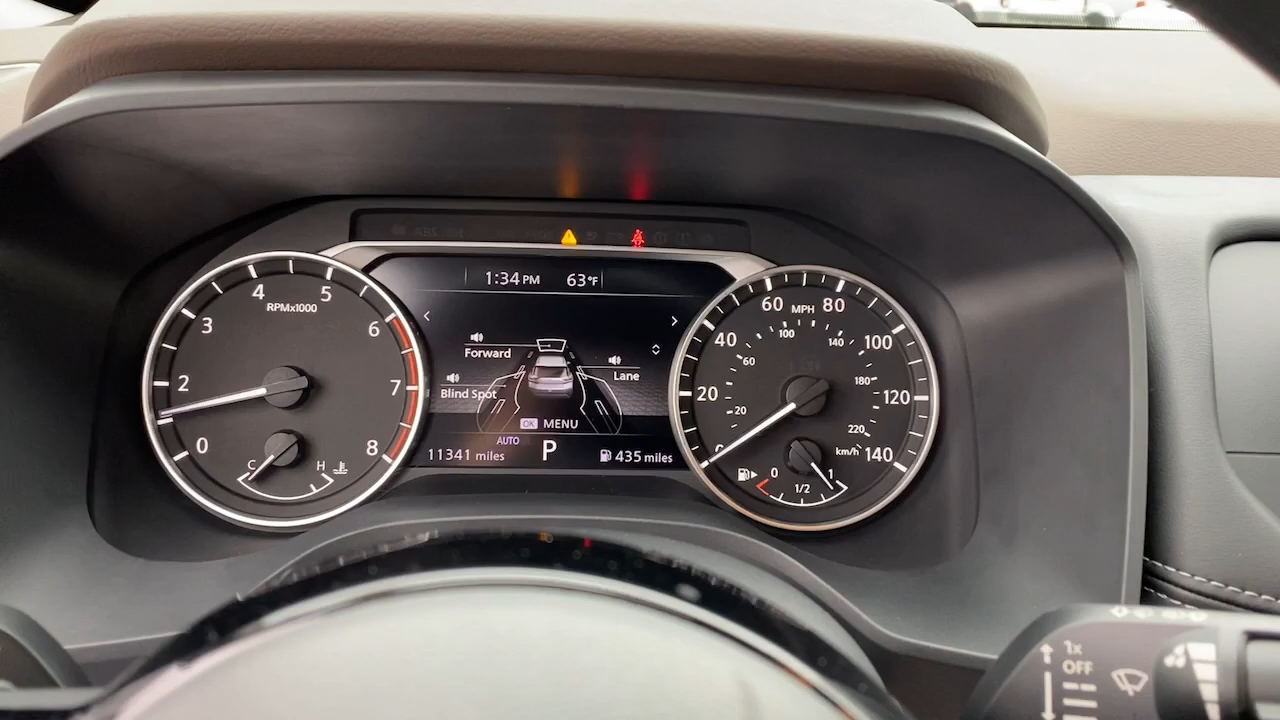 ABS
1:34 PM 63°F
4 5
RPMx1000
3 6
2 7
0 8
C H
Forward
Blind Spot
Lane
OK MENU
AUTO
11341 miles P 435 miles
60 MPH 80
40 100
20 120
0 140
100 140
60 180
20 220
km/h
0 1
1/2
1x
OFF